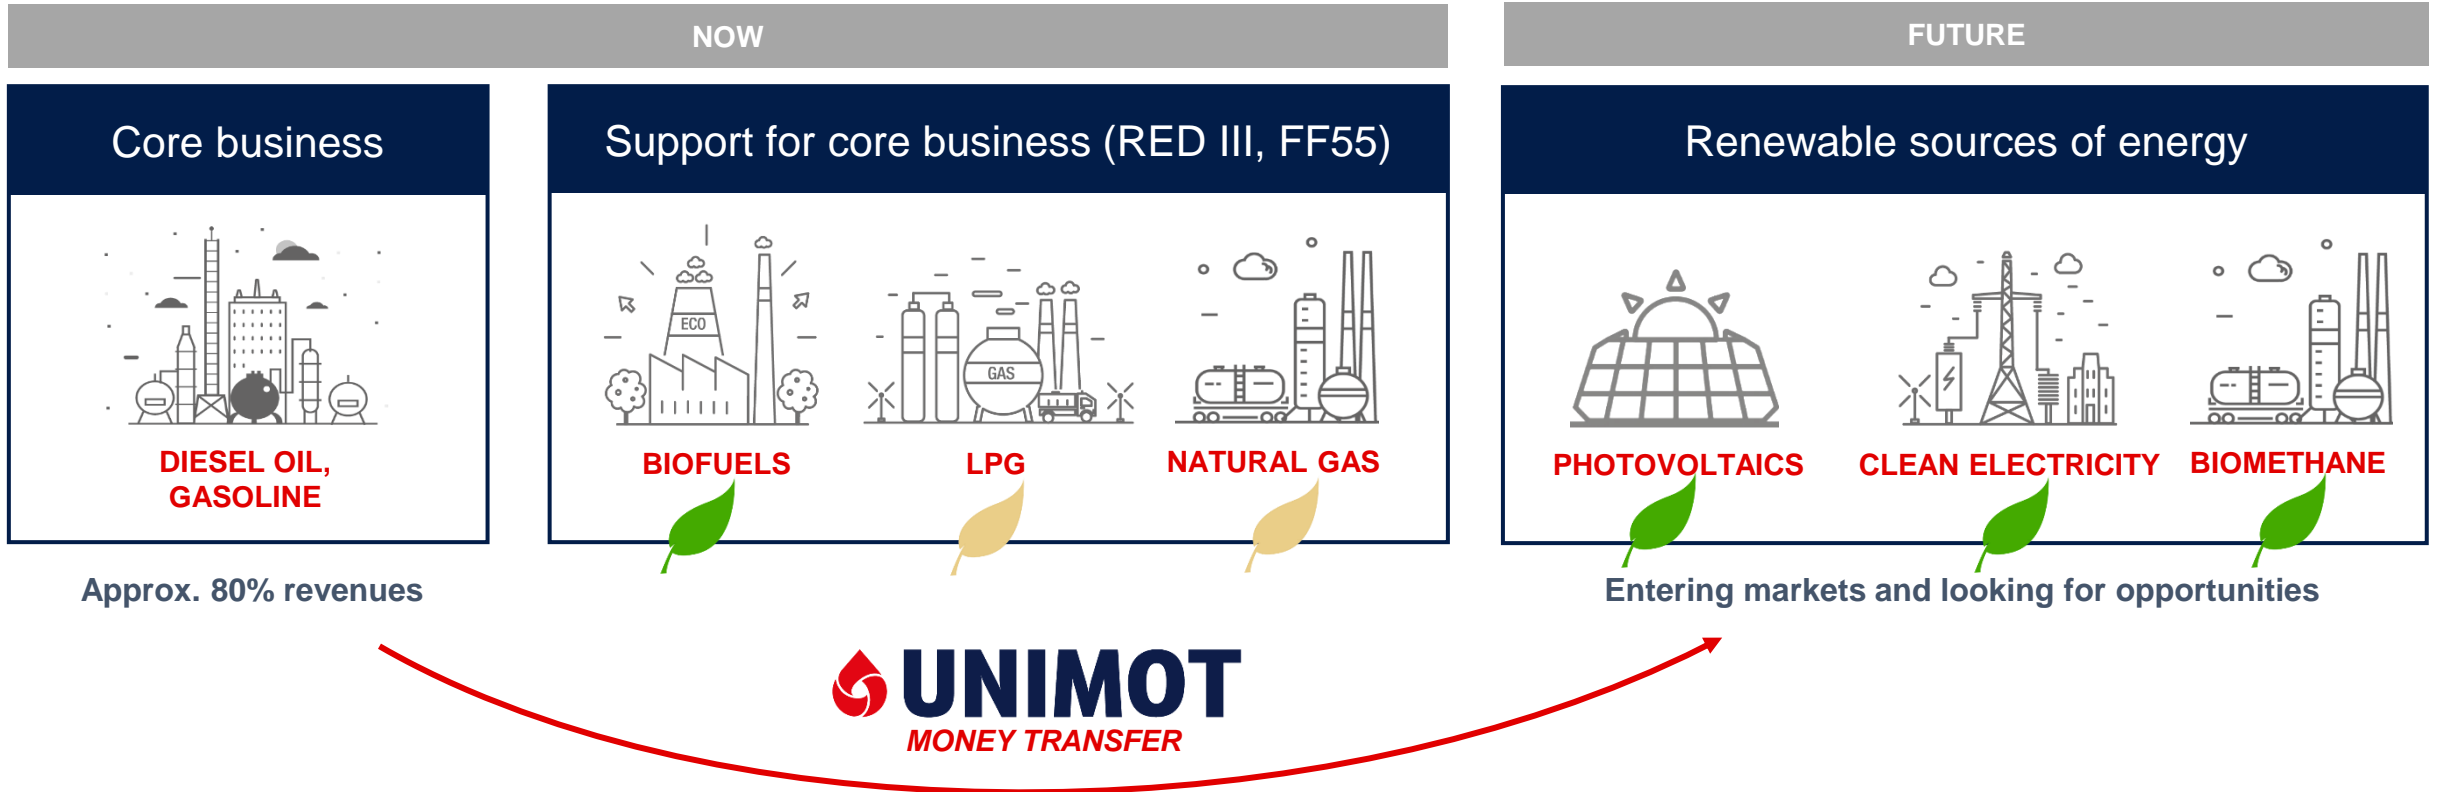 NOW
FUTURE
Core business
Support for core business (RED III, FF55)
Renewable sources of energy
ECO
GAS
DIESEL OIL,
GASOLINE
BIOFUELS
LPG
NATURAL GAS
PHOTOVOLTAICS
CLEAN ELECTRICITY
BIOMETHANE
Approx. 80% revenues
Entering markets and looking for opportunities
UNIMOT
MONEY TRANSFER